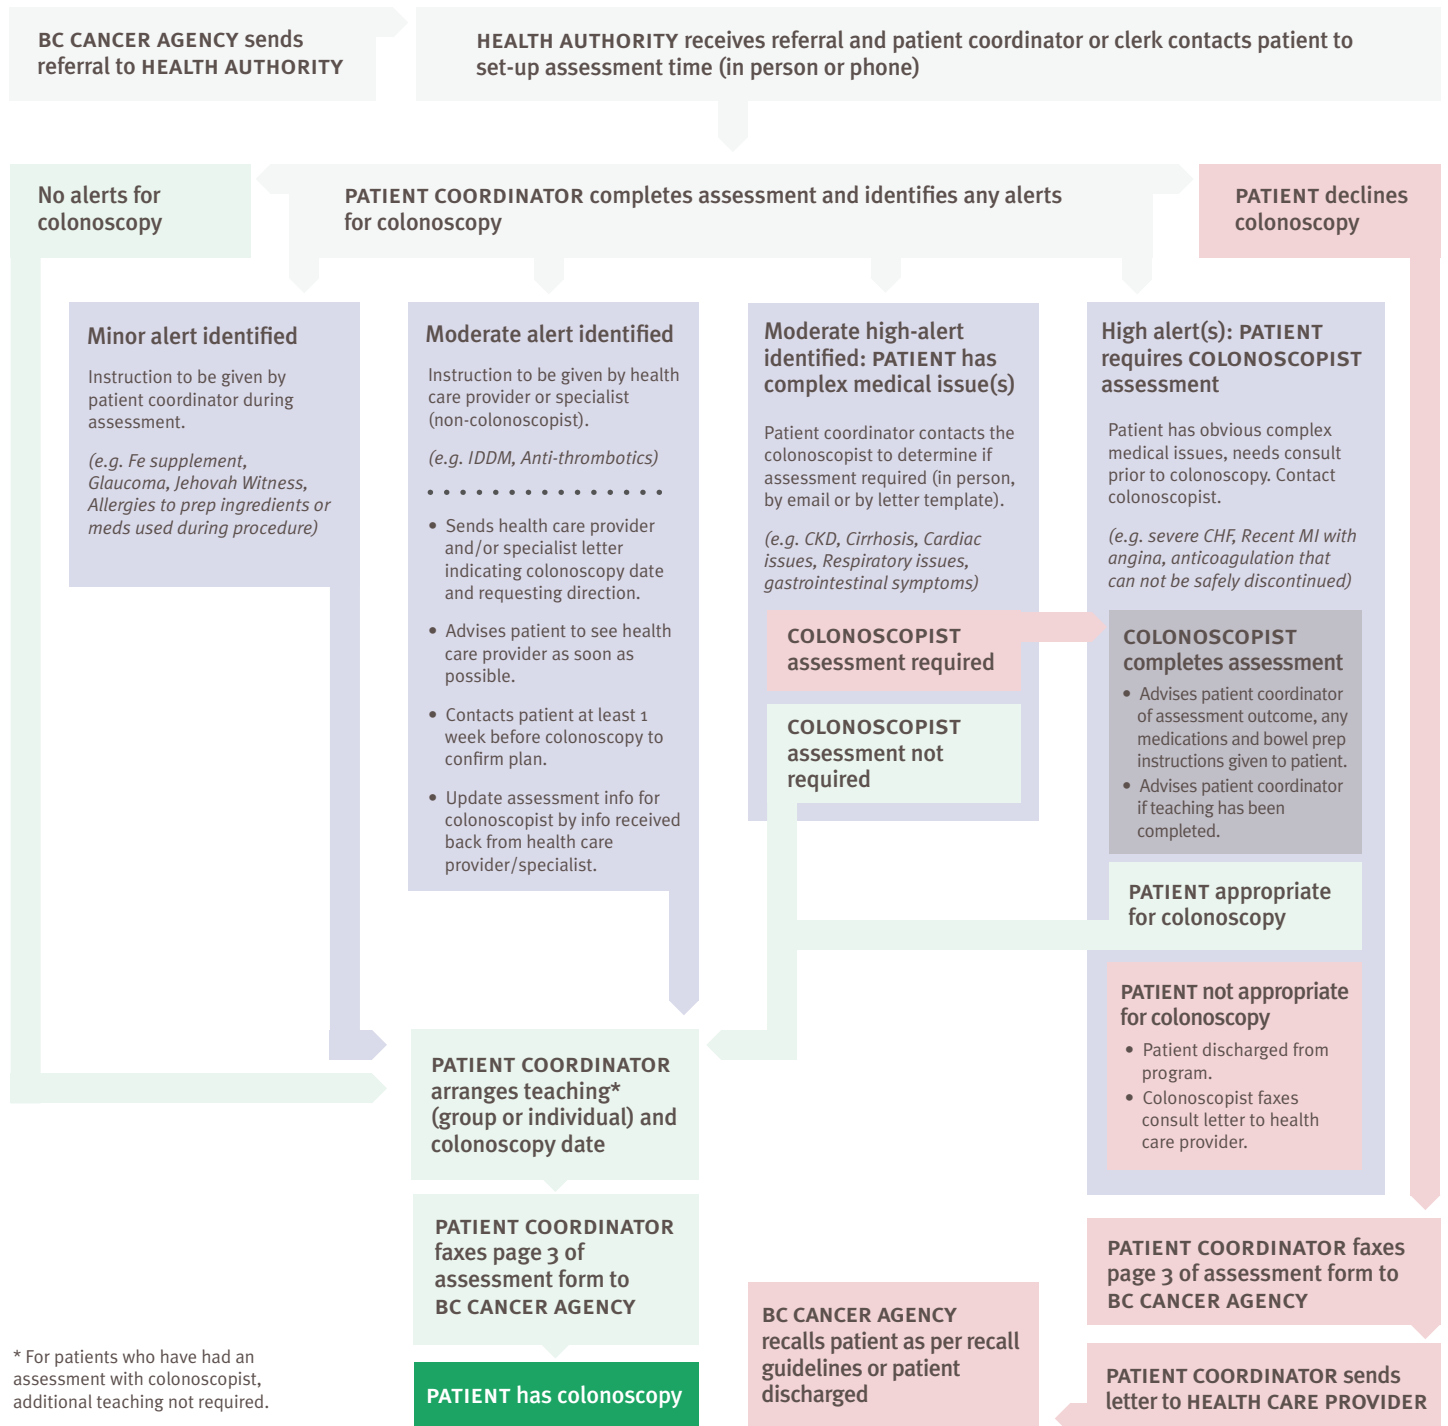 BC CANCER AGENCY sends
referral to HEALTH AUTHORITY
HEALTH AUTHORITY receives referral and patient coordinator or clerk contacts patient to
set-up assessment time (in person or phone)
No alerts for
colonoscopy
PATIENT COORDINATOR completes assessment and identifies any alerts
for colonoscopy
PATIENT declines
colonoscopy
Minor alert identified
Instruction to be given by
patient coordinator during
assessment.
(e.g. Fe supplement,
Glaucoma, Jehovah Witness,
Allergies to prep ingredients or
meds used during procedure)
Moderate alert identified
Instruction to be given by health
care provider or specialist
(non-colonoscopist).
(e.g. IDDM, Anti-thrombotics)
• Sends health care provider
and/or specialist letter
indicating colonoscopy date
and requesting direction.
• Advises patient to see health
care provider as soon as
possible.
• Contacts patient at least 1
week before colonoscopy to
confirm plan.
• Update assessment info for
colonoscopist by info received
back from health care
provider/specialist.
Moderate high-alert
identified: PATIENT has
complex medical issue(s)
Patient coordinator contacts the
colonoscopist to determine if
assessment required (in person,
by email or by letter template).
(e.g. CKD, Cirrhosis, Cardiac
issues, Respiratory issues,
gastrointestinal symptoms)
COLONOSCOPIST
assessment required
COLONOSCOPIST
assessment not
required
High alert(s): PATIENT
requires COLONOSCOPIST
assessment
Patient has obvious complex
medical issues, needs consult
prior to colonoscopy. Contact
colonoscopist.
(e.g. severe CHF, Recent MI with
angina, anticoagulation that
can not be safely discontinued)
COLONOSCOPIST
completes assessment
• Advises patient coordinator
of assessment outcome, any
medications and bowel prep
instructions given to patient.
• Advises patient coordinator
if teaching has been
completed.
PATIENT appropriate
for colonoscopy
PATIENT not appropriate
for colonoscopy
• Patient discharged from
program.
• Colonoscopist faxes
consult letter to health
care provider.
PATIENT COORDINATOR
arranges teaching*
(group or individual) and
colonoscopy date
PATIENT COORDINATOR
faxes page 3 of
assessment form to
BC CANCER AGENCY
PATIENT has colonoscopy
PATIENT COORDINATOR faxes
page 3 of assessment form to
BC CANCER AGENCY
PATIENT COORDINATOR sends
letter to HEALTH CARE PROVIDER
BC CANCER AGENCY
recalls patient as per recall
guidelines or patient
discharged
* For patients who have had an
assessment with colonoscopist,
additional teaching not required.